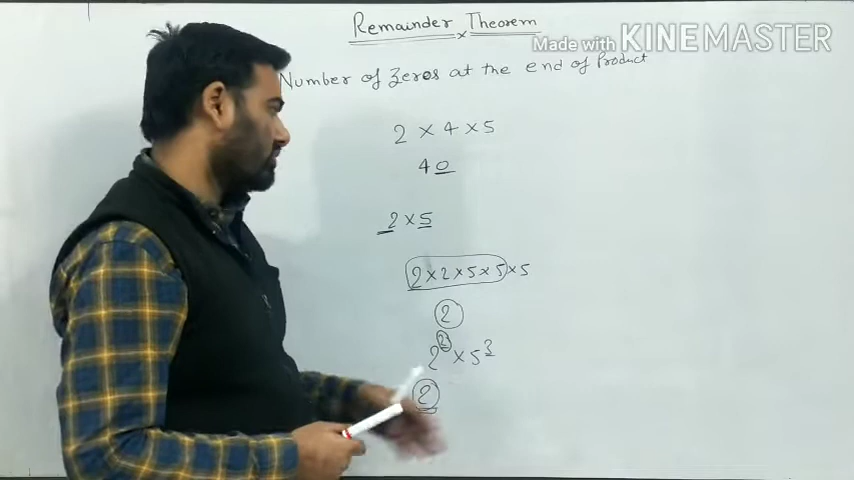 Remainder Theorem
Made with KINEMASTER
Number of Zeros at the end of Product
2 × 4 × 5
40
2 × 5
2 × 2 × 5 × 5 × 5
2
2² × 5³
2